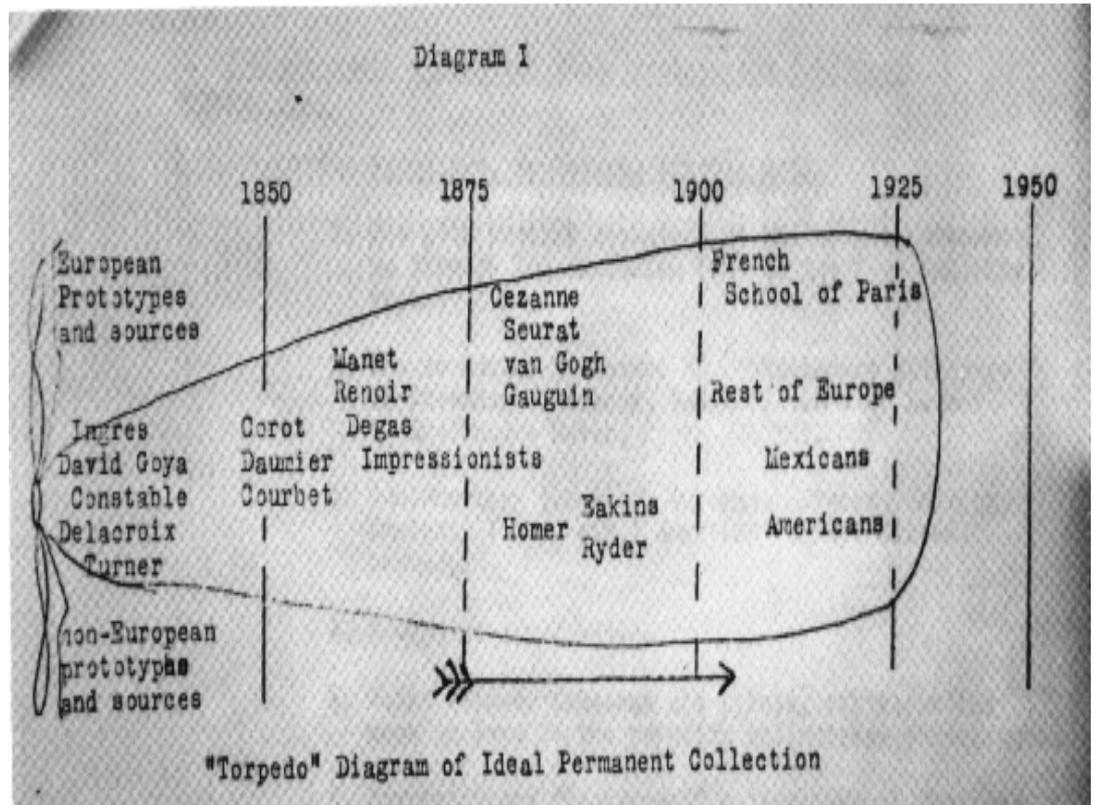 Diagram I
1850 1875 1900 1925 1950
European
Prototypes
and sources
Ingres
David Goya
Constable
Delacroix
Turner
non-European
prototyphs
and sources
Corot
Daumier
Courbet
Manet
Renoir
Degas
Impressionists
Cezanne
Seurat
van Gogh
Gauguin
Homer
Eakins
Ryder
French
School of Paris
Rest of Europe
Mexicans
Americans
"Torpedo" Diagram of Ideal Permanent Collection